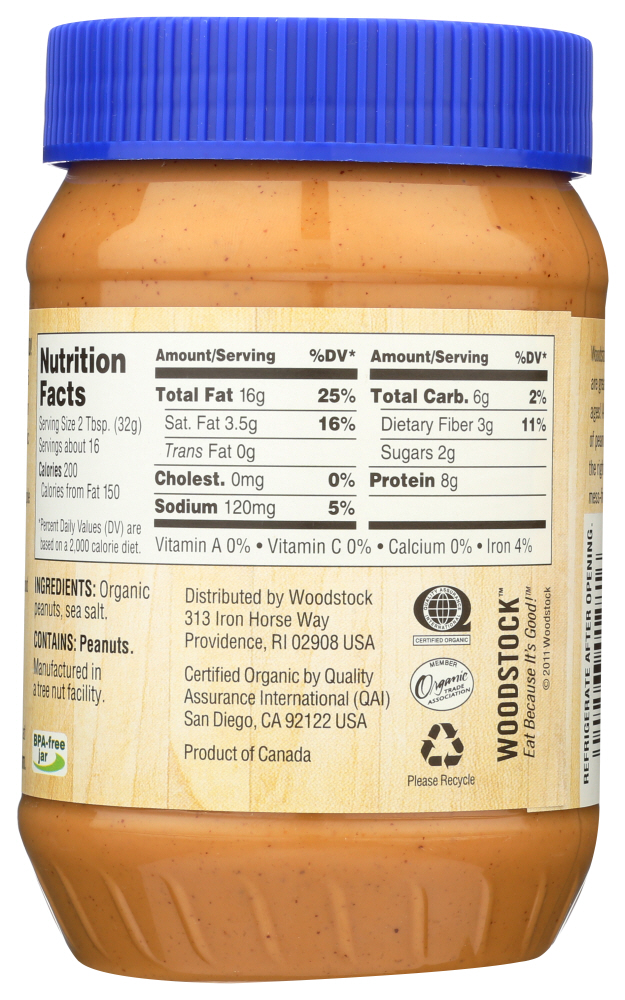 Nutrition
Facts
Serving Size 2 Tbsp. (32g)
Servings about 16
Calories 200
Calories from Fat 150
*Percent Daily Values (DV) are
based on a 2,000 calorie diet.
Amount/Serving %DV*
Total Fat 16g 25%
Sat. Fat 3.5g 16%
Trans Fat 0g
Cholest. 0mg 0%
Sodium 120mg 5%
Amount/Serving %DV*
Total Carb. 6g 2%
Dietary Fiber 3g 11%
Sugars 2g
Protein 8g
Vitamin A 0% • Vitamin C 0% • Calcium 0% • Iron 4%
INGREDIENTS: Organic
peanuts, sea salt.
CONTAINS: Peanuts.
Manufactured in
a tree nut facility.
BPA-free
jar
Distributed by Woodstock
313 Iron Horse Way
Providence, RI 02908 USA
Certified Organic by Quality
Assurance International (QAI)
San Diego, CA 92122 USA
Product of Canada
QUALITY ASSURANCE
INTERNATIONAL
CERTIFIED ORGANIC
MEMBER
Organic
TRADE
ASSOCIATION
Please Recycle
WOODSTOCK™
Eat Because It's Good!™
© 2011 Woodstock
REFRIGERATE AFTER OPENING.